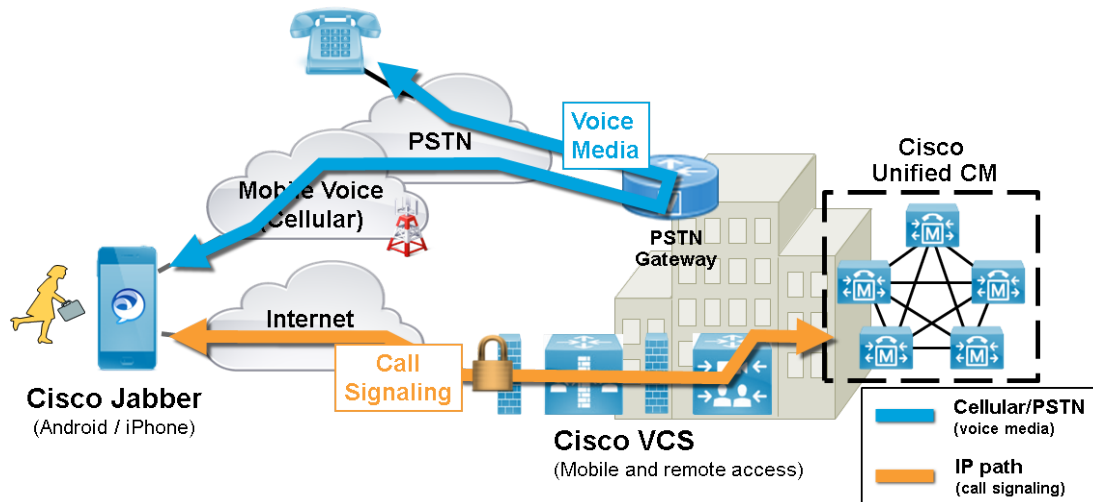 PSTN
Voice
Media
Cisco
Unified CM
Mobile Voice
(Cellular)
PSTN
Gateway
M
M
M
M
M
Internet
Call
Signaling
Cisco Jabber
(Android / iPhone)
Cisco VCS
(Mobile and remote access)
Cellular/PSTN
(voice media)
IP path
(call signaling)